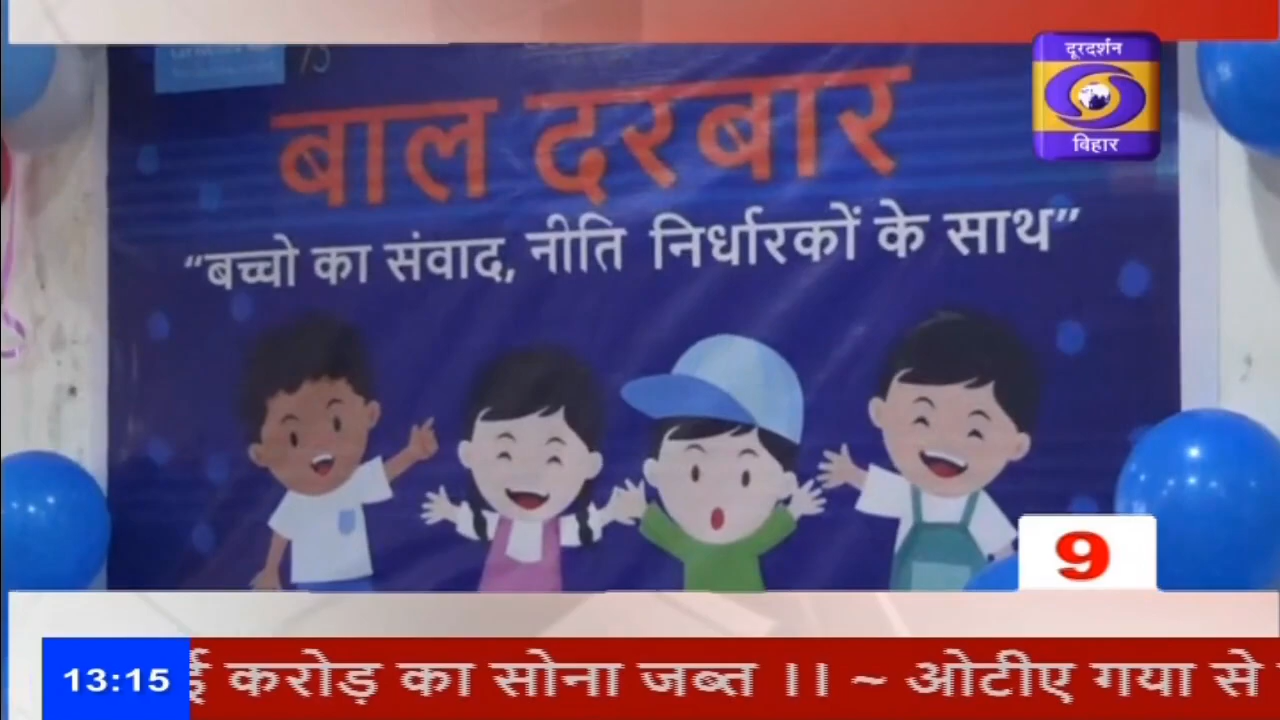 दूरदर्शन
बिहार
बाल दरबार
“बच्चो का संवाद, नीति निर्धारकों के साथ”
9
13:15
ई करोड़ का सोना जब्त ।। ~ ओटीए गया से